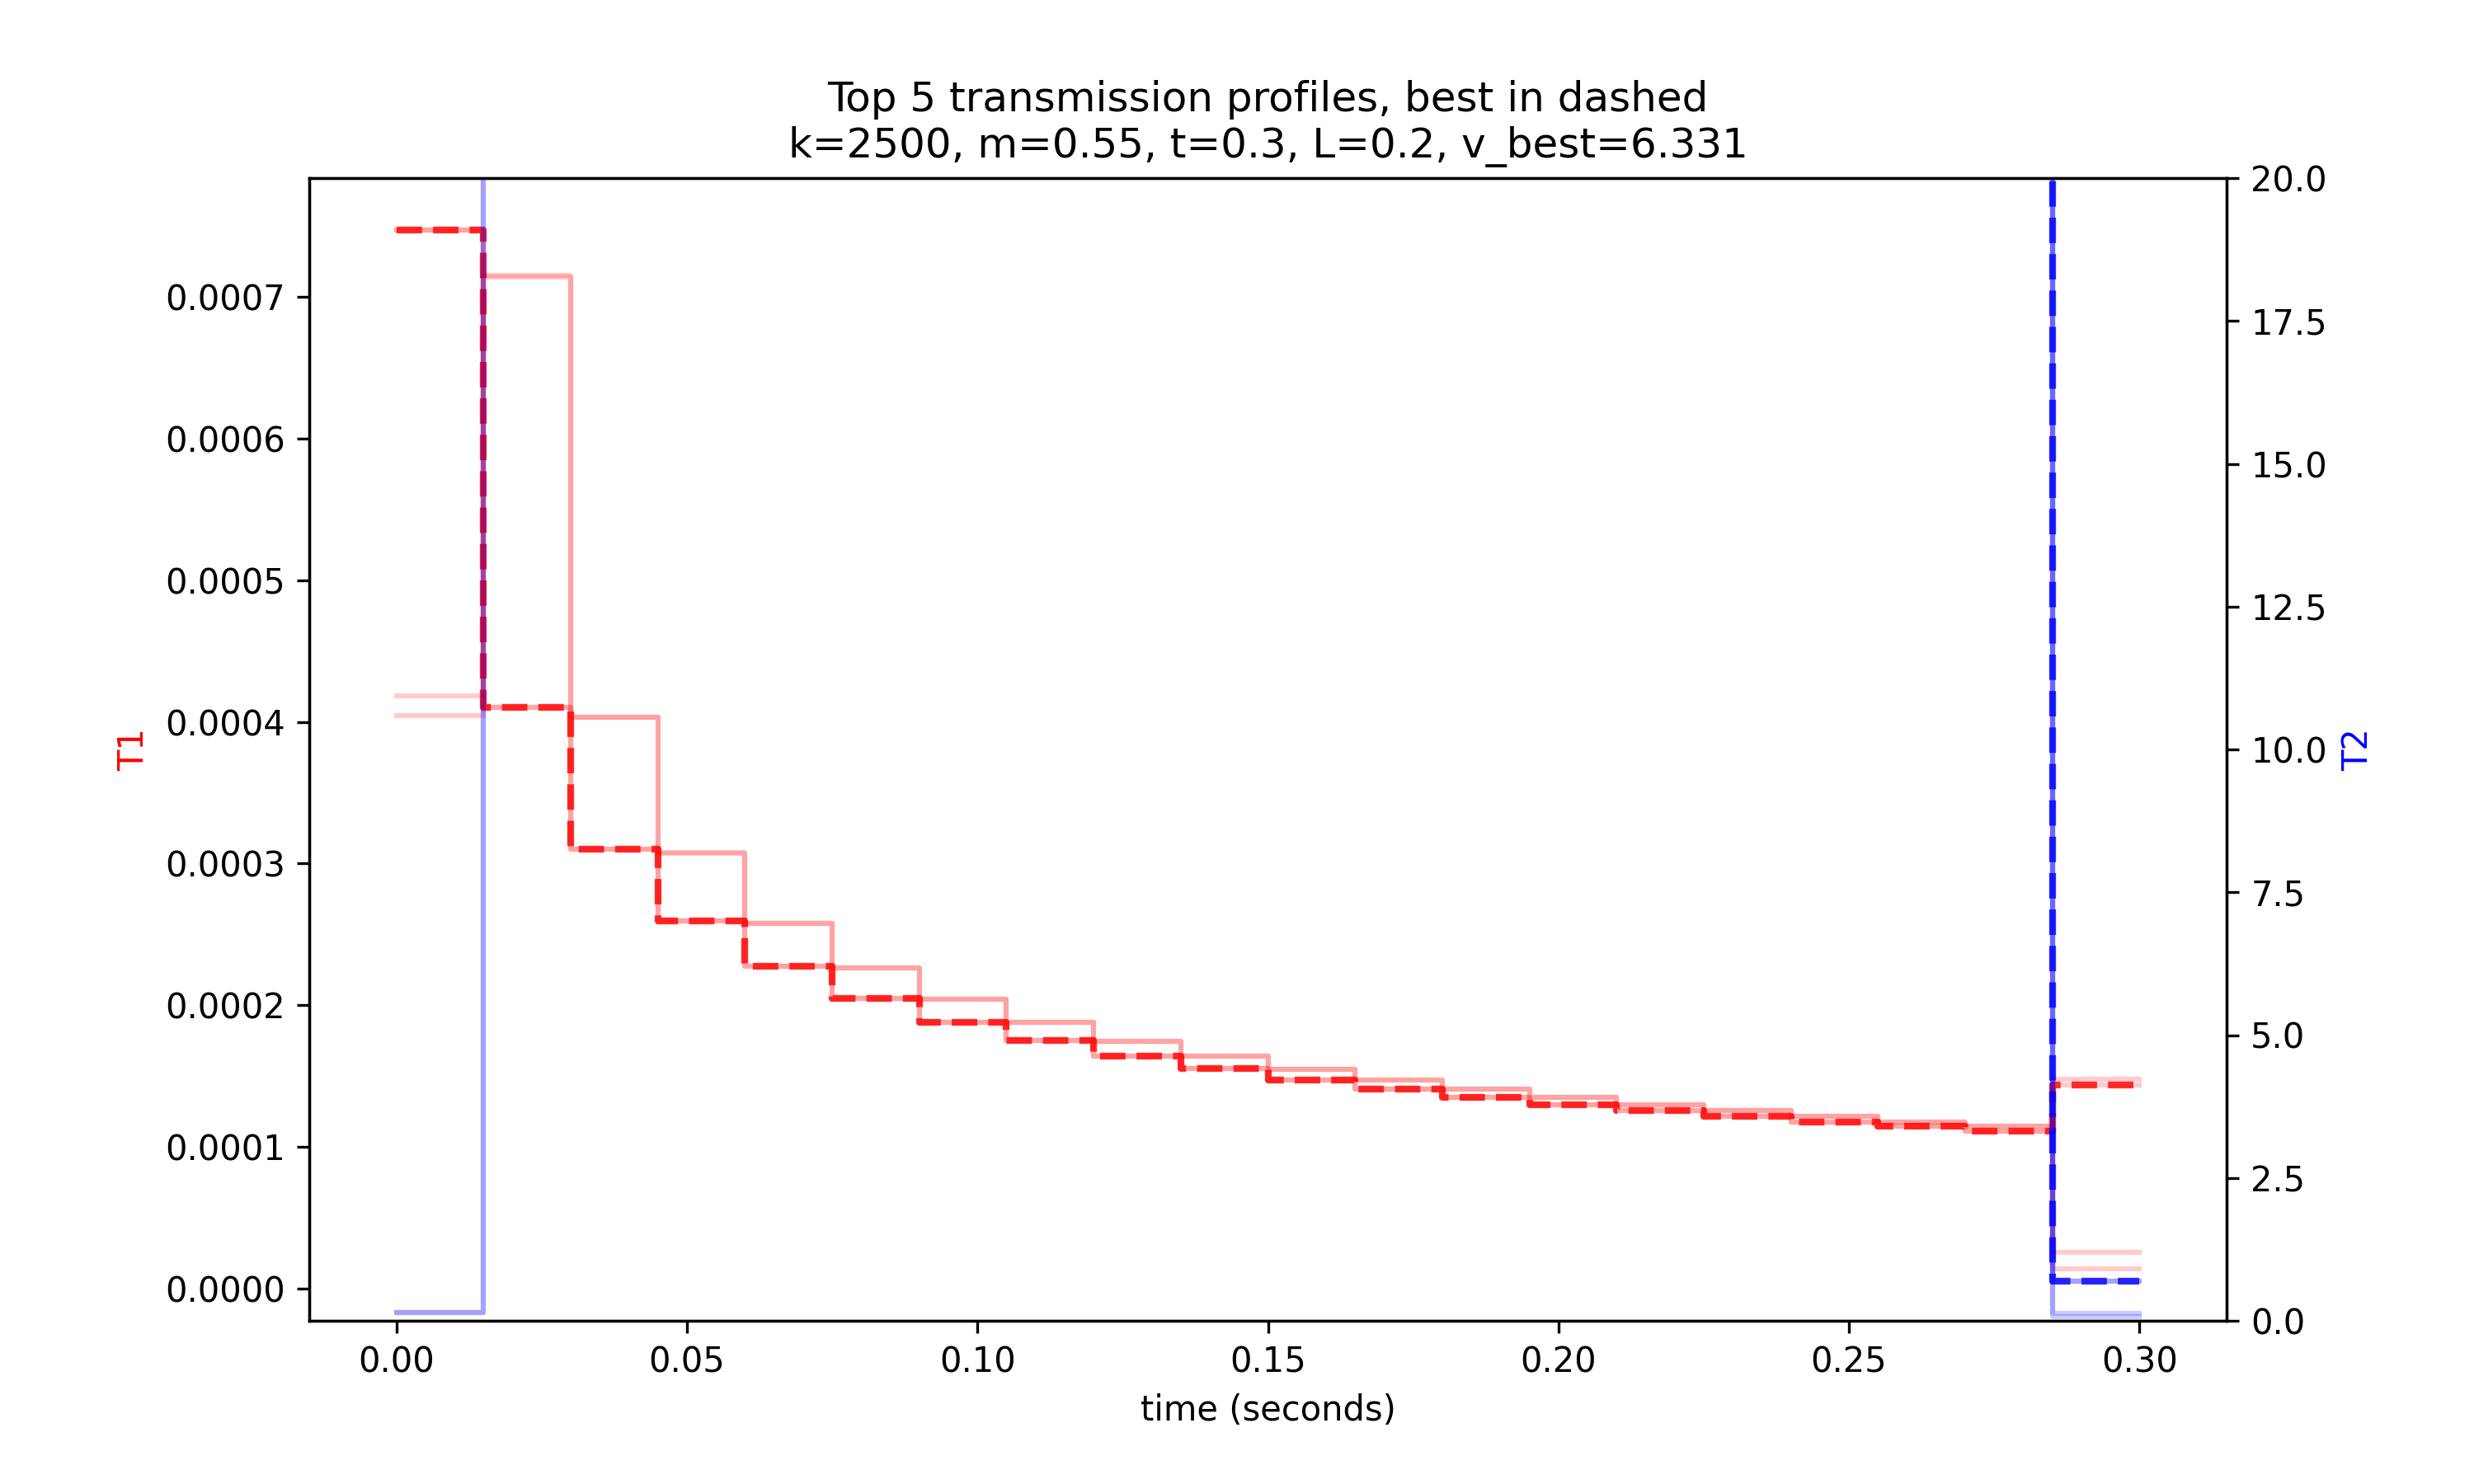 Top 5 transmission profiles, best in dashed
k=2500, m=0.55, t=0.3, L=0.2, v_best=6.331
20.0
0.0007
17.5
0.0006
15.0
0.0005
12.5
0.0004
T1
10.0
T2
0.0003
7.5
0.0002
5.0
0.0001
2.5
0.0000
0.0
0.00 0.05 0.10 0.15 0.20 0.25 0.30
time (seconds)